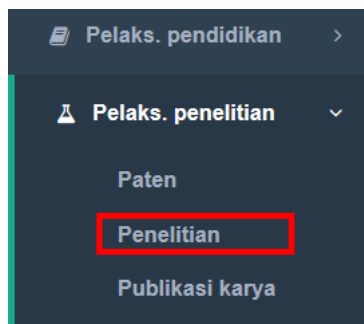 Pelaks. pendidikan
Pelaks. penelitian
Paten
Penelitian
Publikasi karya